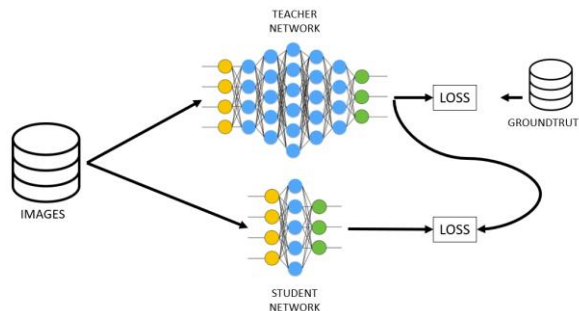 TEACHER
NETWORK
LOSS
GROUNDTRUT
IMAGES
LOSS
STUDENT
NETWORK